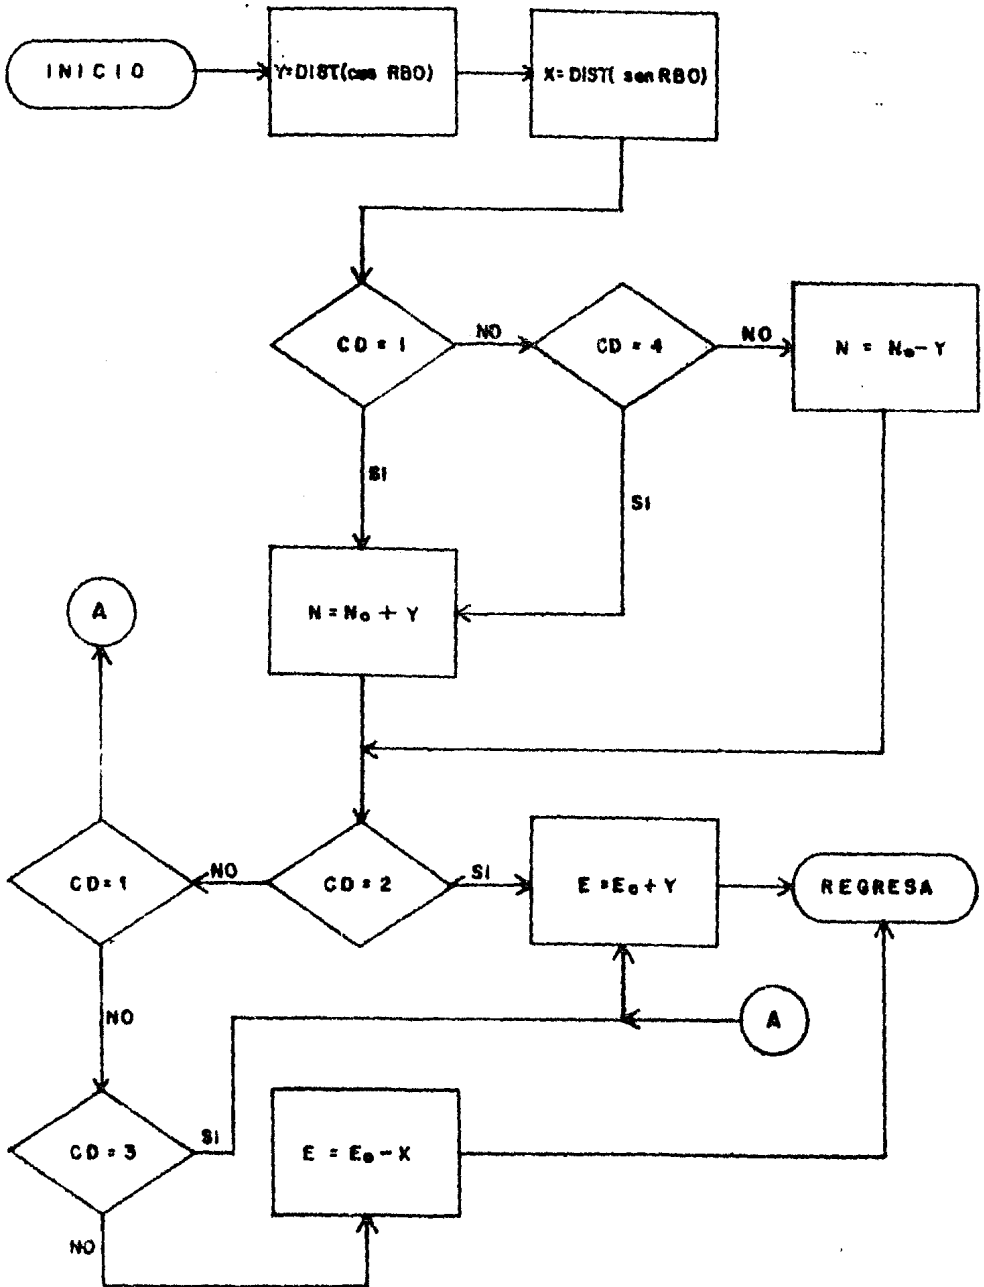 INICIO
Y=DIST(cos RBO)
X=DIST( sen RBO)
CD = 1
NO
CD = 4
NO
N = No - Y
SI
SI
N = No + Y
A
CD=1
NO
CD = 2
SI
E = Eo + Y
REGRESA
NO
A
CD = 3
SI
E = Eo - X
NO